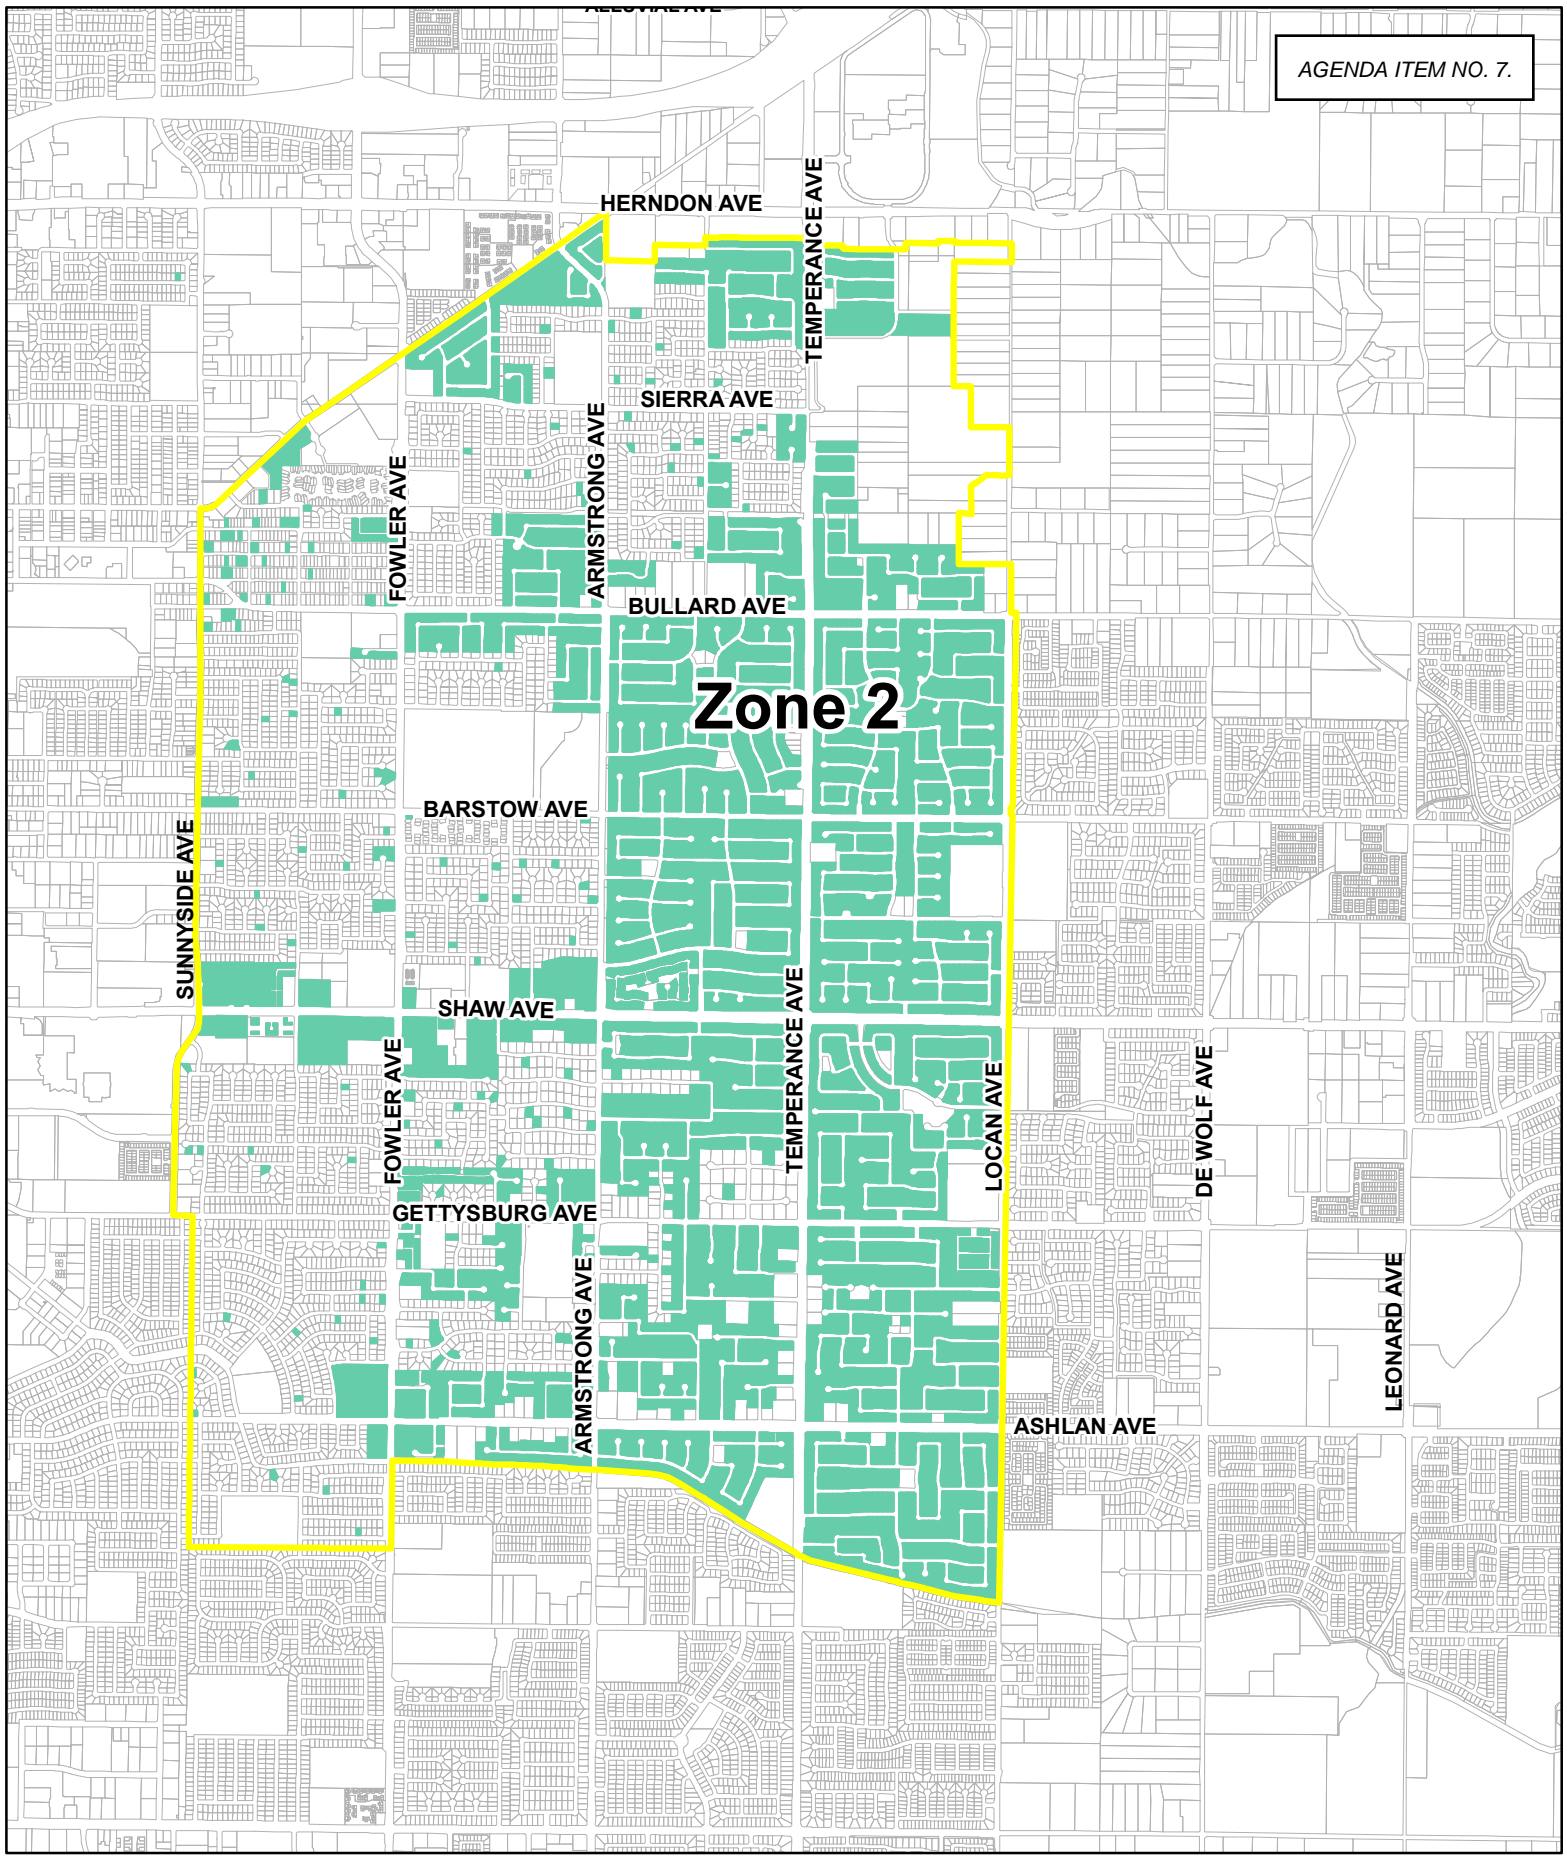 ALLUVIAL AVE
AGENDA ITEM NO. 7.
HERNDON AVE
TEMPERANCE AVE
SIERRA AVE
ARMSTRONG AVE
FOWLER AVE
BULLARD AVE
Zone 2
BARSTOW AVE
SUNNYSIDE AVE
SHAW AVE
TEMPERANCE AVE
FOWLER AVE
LOCAN AVE
DE WOLF AVE
GETTYSBURG AVE
ARMSTRONG AVE
LEONARD AVE
ASHLAN AVE